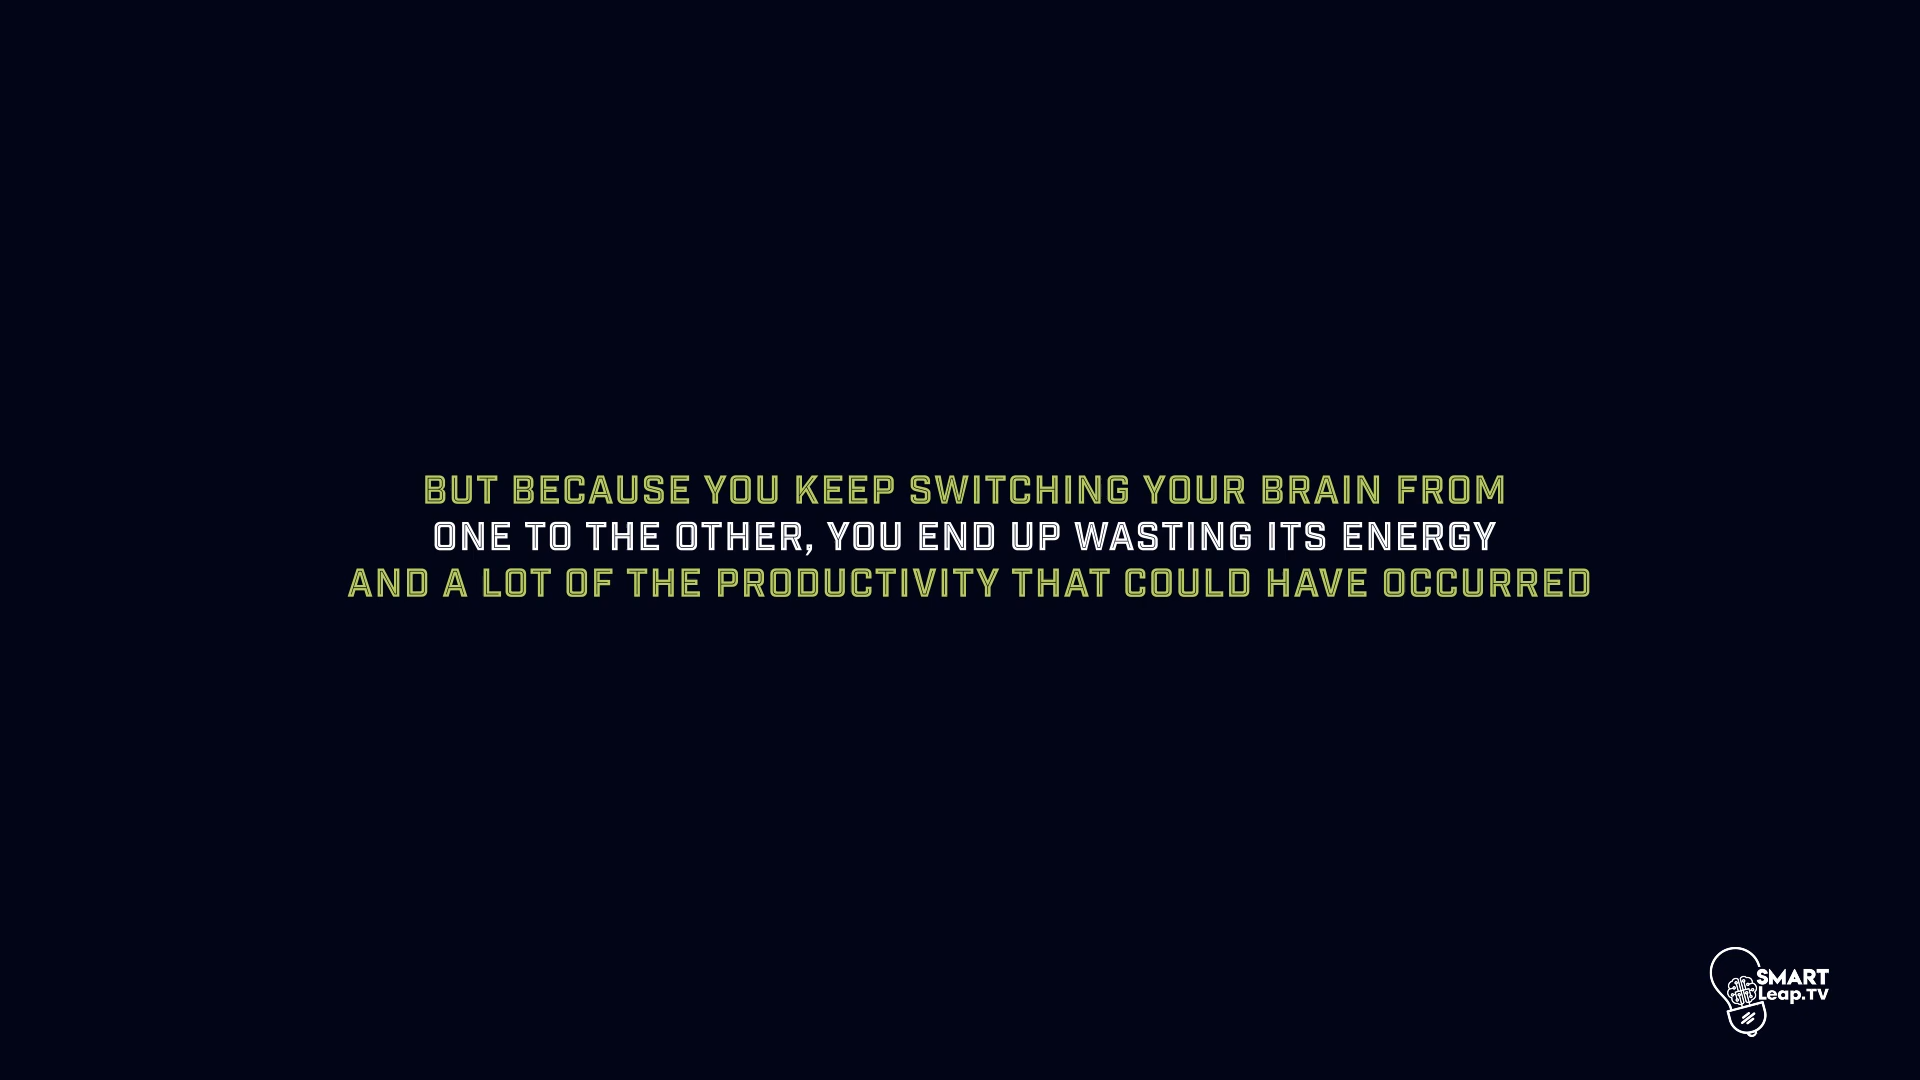 BUT BECAUSE YOU KEEP SWITCHING YOUR BRAIN FROM
ONE TO THE OTHER, YOU END UP WASTING ITS ENERGY
AND A LOT OF THE PRODUCTIVITY THAT COULD HAVE OCCURRED
SMART
Leap.TV